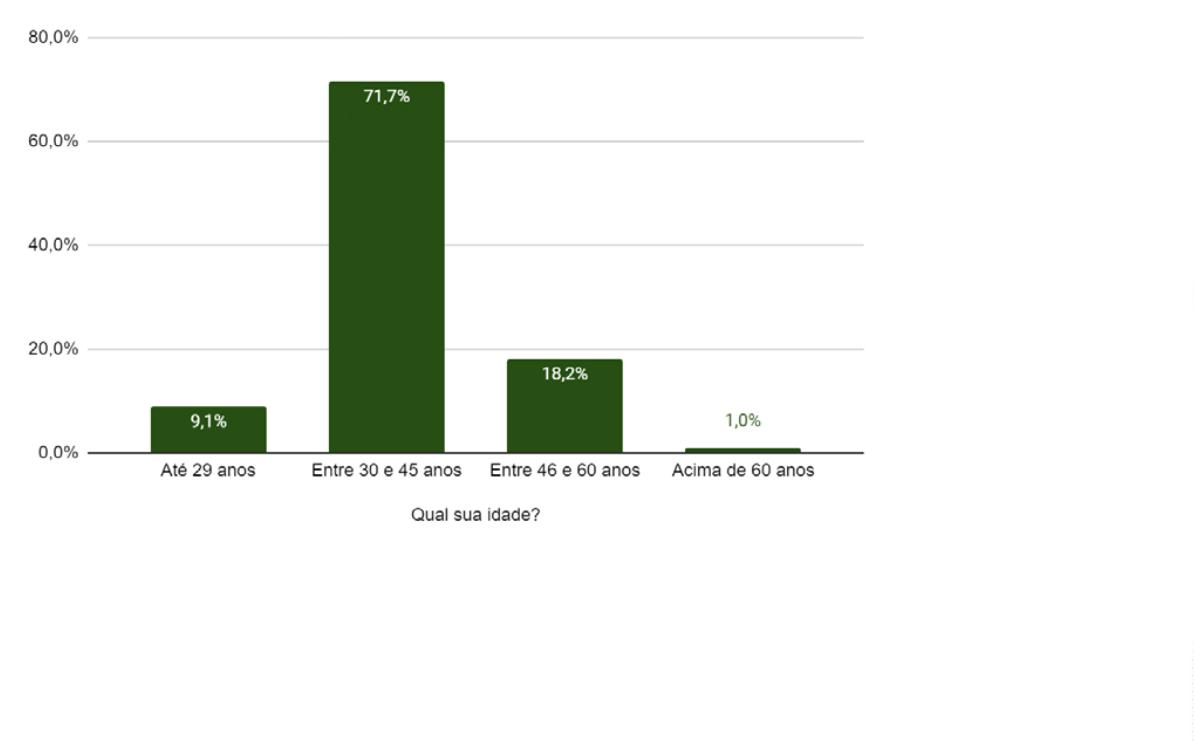 80,0%
71,7%
60,0%
40,0%
20,0%
18,2%
9,1%
1,0%
0,0%
Até 29 anos
Entre 30 e 45 anos
Entre 46 e 60 anos
Acima de 60 anos
Qual sua idade?